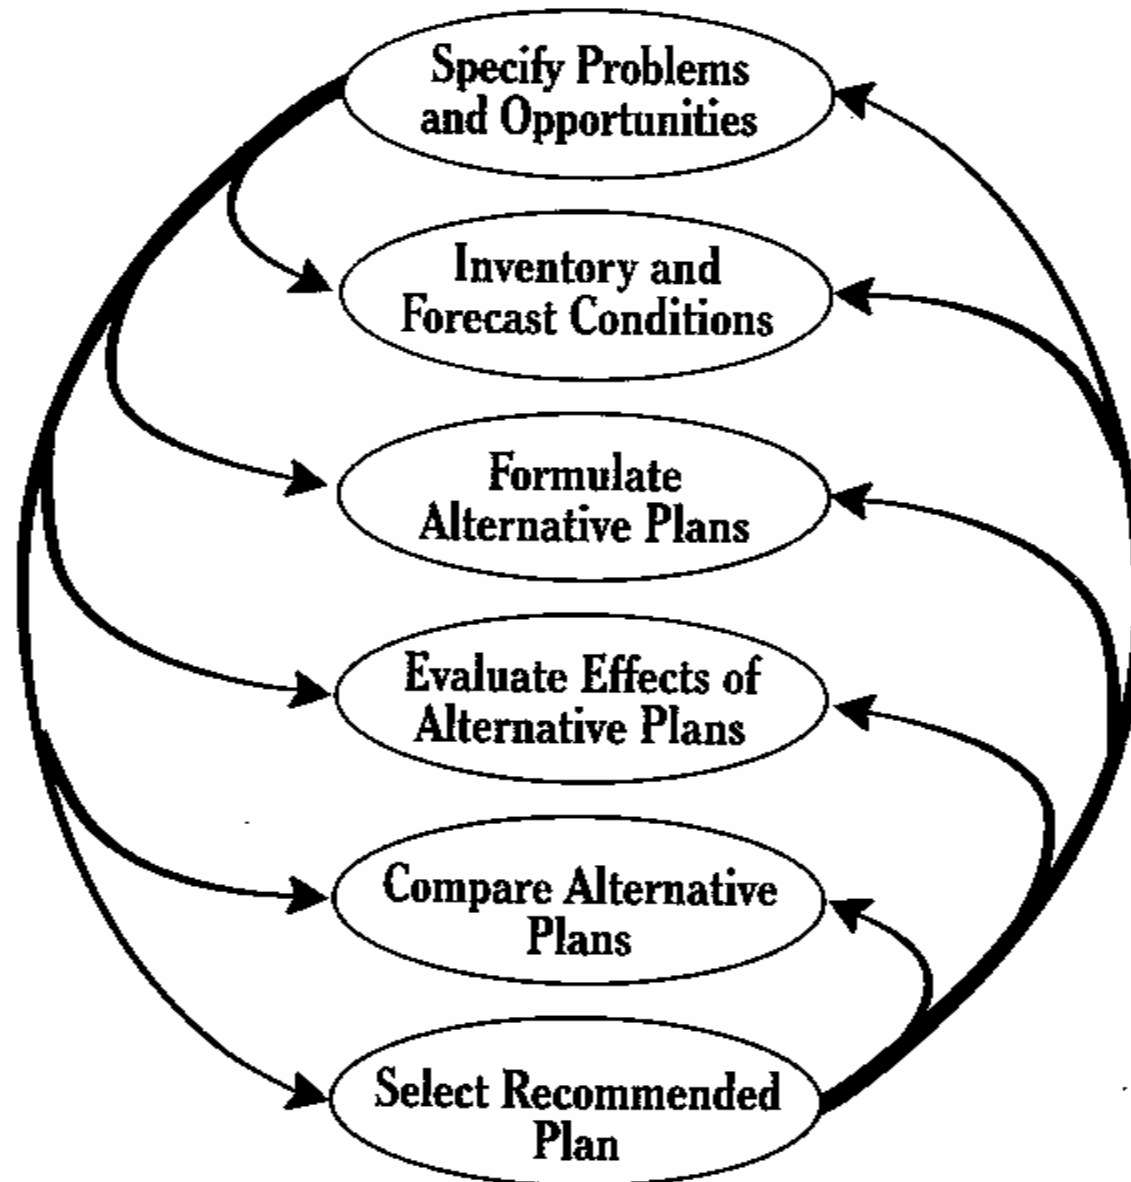 Specify Problems
and Opportunities
Inventory and
Forecast Conditions
Formulate
Alternative Plans
Evaluate Effects of
Alternative Plans
Compare Alternative
Plans
Select Recommended
Plan